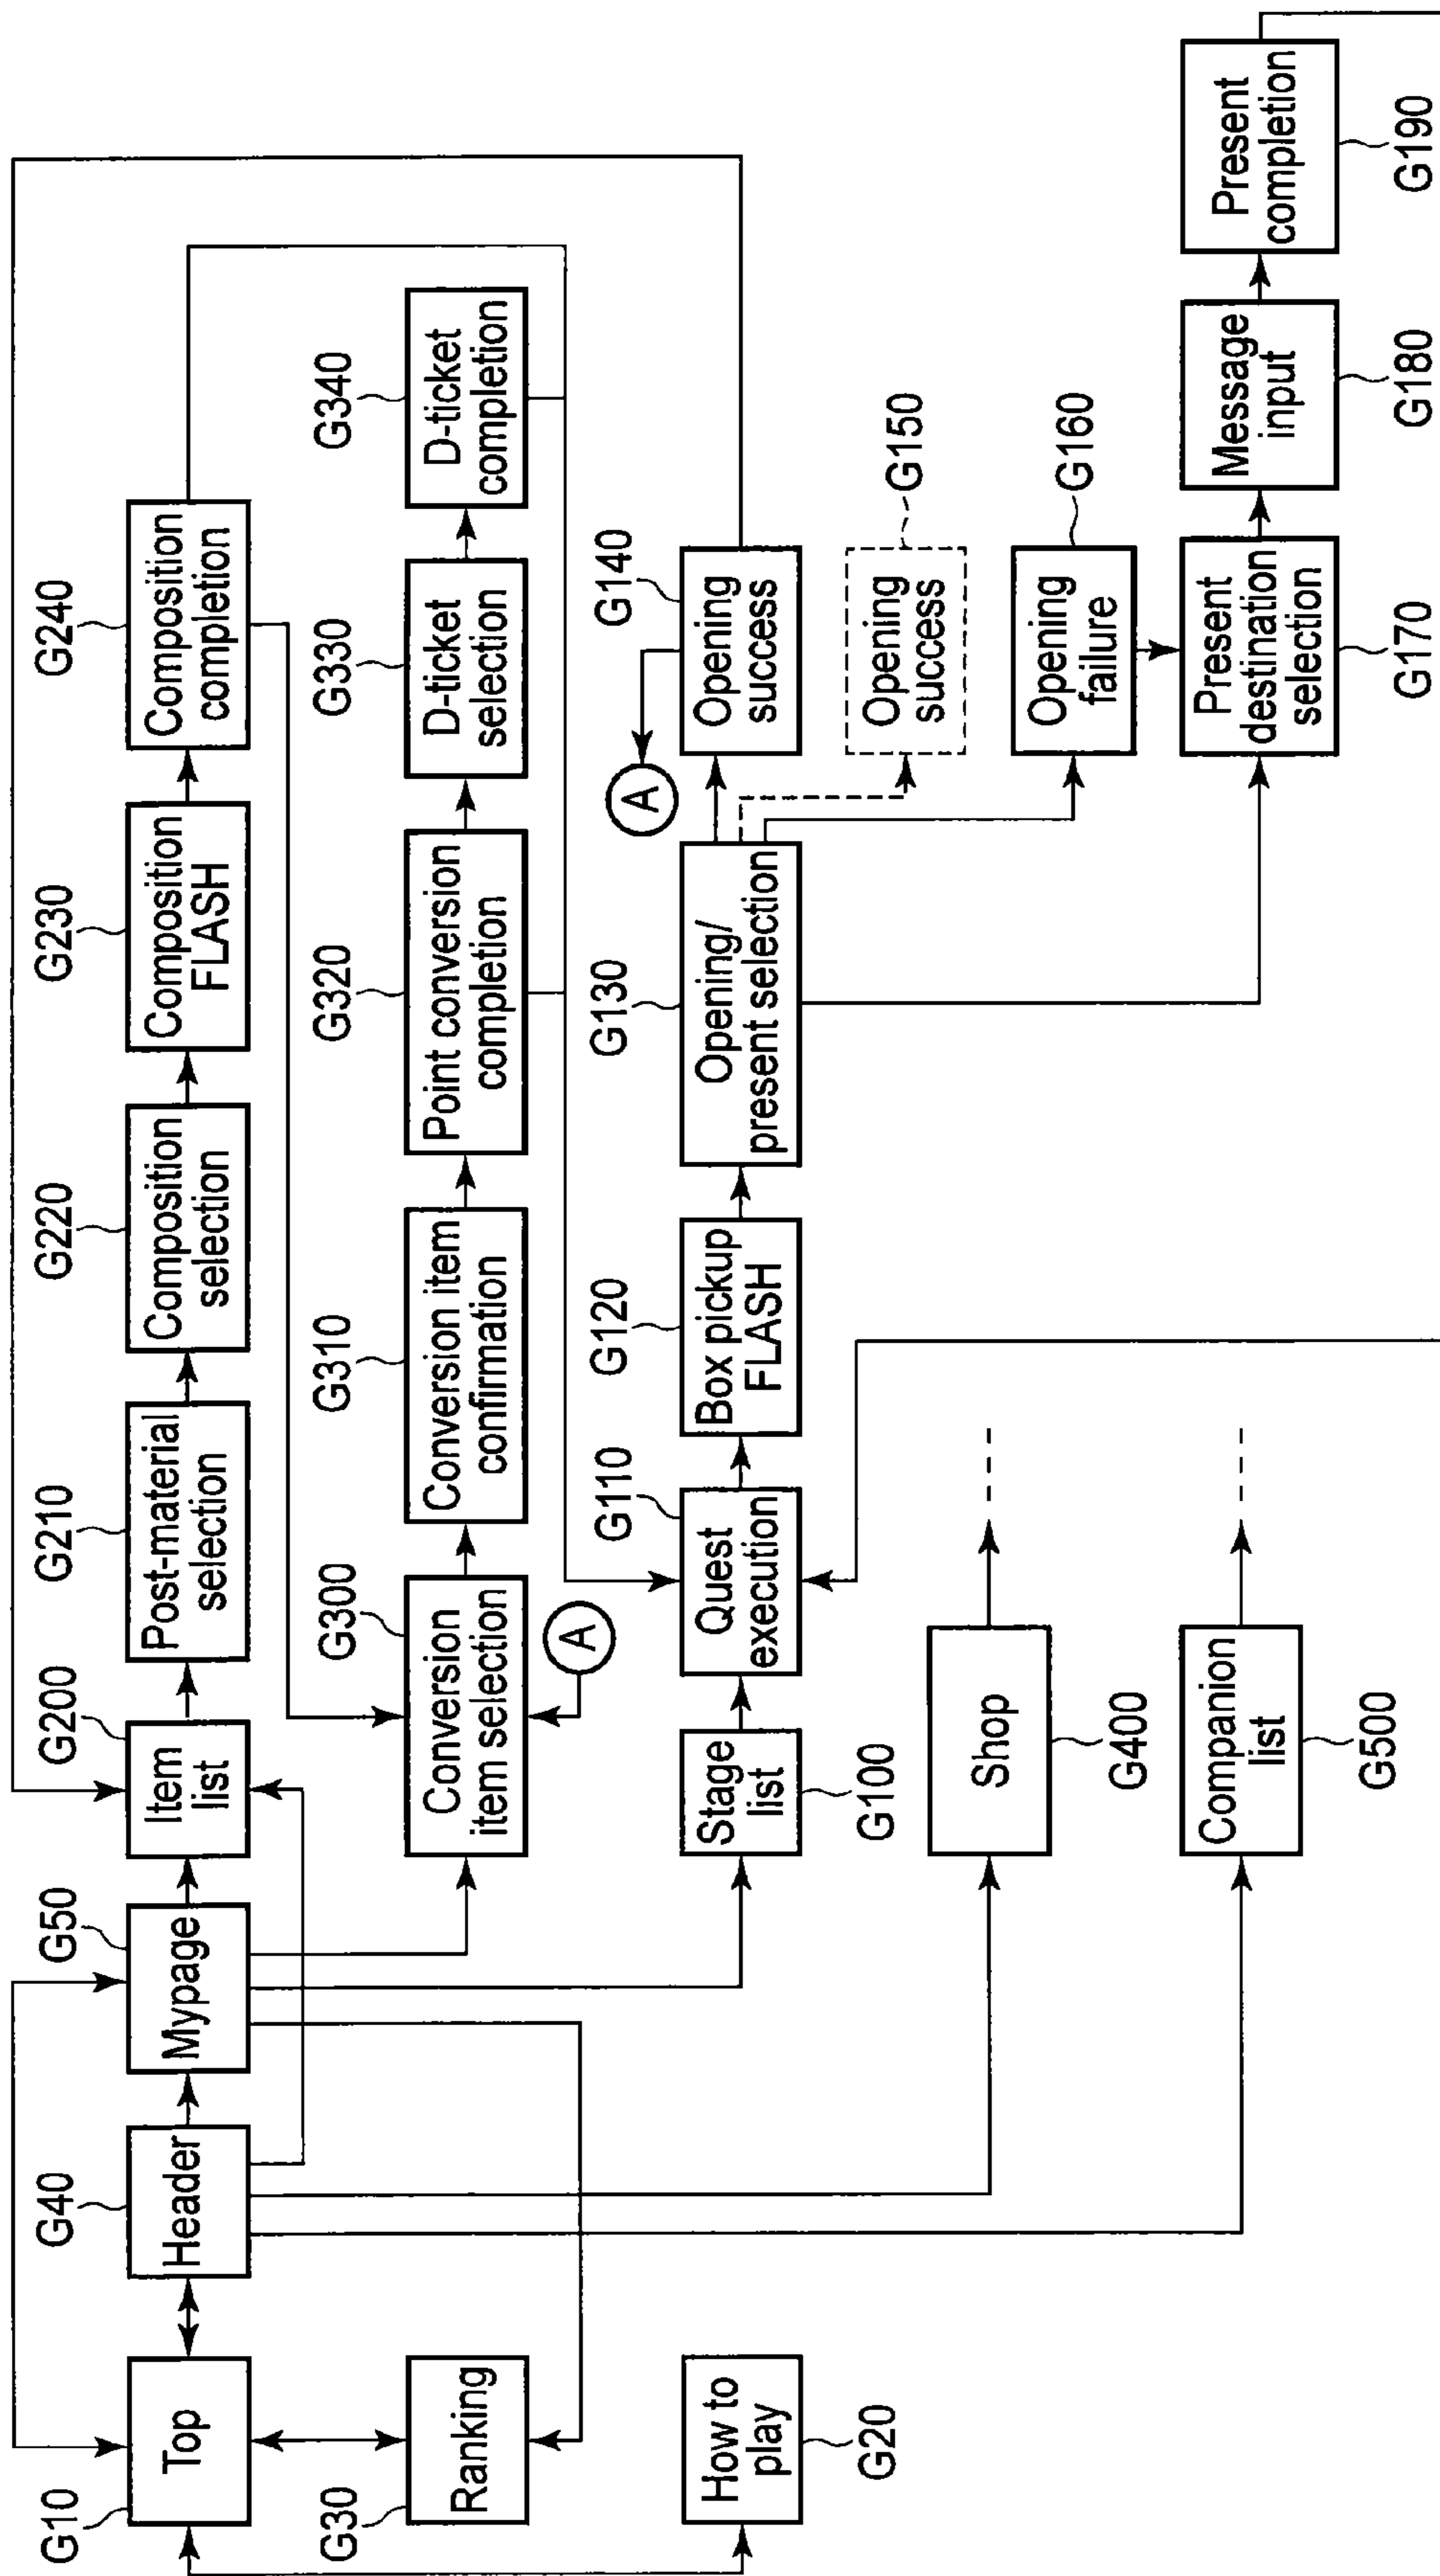 G10
Top
G40
Header
G50
Mypage
G200
Item
list
G210
Post-material
selection
G220
Composition
selection
G230
Composition
FLASH
G240
Composition
completion
G30
Ranking
G300
Conversion
item selection
A
G310
Conversion item
confirmation
G320
Point conversion
completion
G330
D-ticket
selection
G340
D-ticket
completion
How to
play
G20
Stage
list
G100
G110
Quest
execution
G120
Box pickup
FLASH
G130
Opening/
present selection
A
G140
Opening
success
Opening
success
G150
Opening
failure
G160
Shop
G400
Companion
list
G500
Present
destination
selection
G170
Message
input
G180
Present
completion
G190